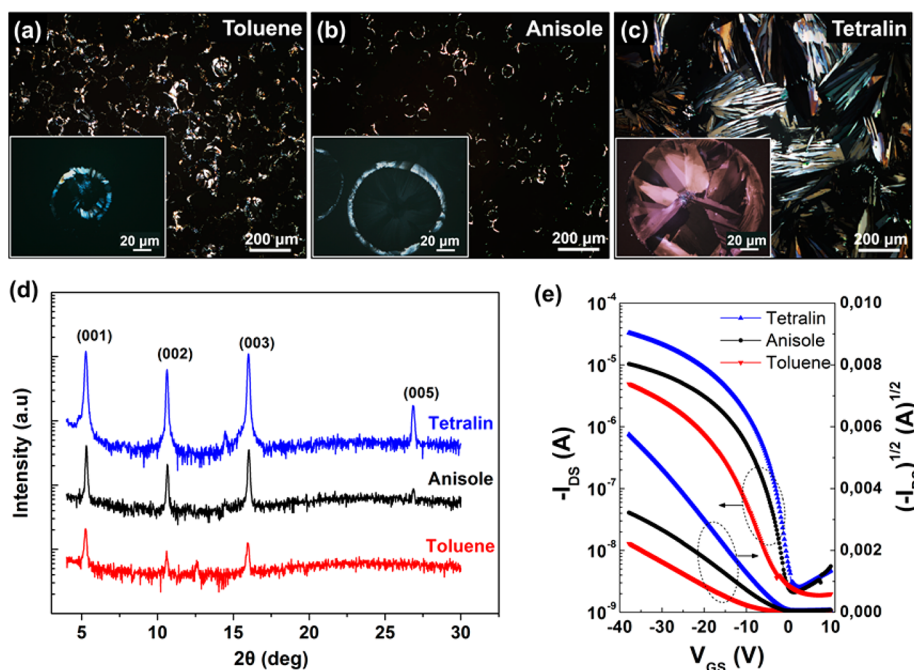 (a)
Toluene
20 µm
200 µm
(b)
Anisole
20 µm
200 µm
(c)
Tetralin
20 µm
200 µm
(d)
(001)
(002)
(003)
(005)
Tetralin
Anisole
Toluene
Intensity (a.u)
5
10
15
20
25
30
2θ (deg)
(e)
Tetralin
Anisole
Toluene
10⁻⁴
10⁻⁵
10⁻⁶
10⁻⁷
10⁻⁸
10⁻⁹
-I_DS (A)
0,010
0,008
0,006
0,004
0,002
0,000
(-I_DS)^1/2 (A)^1/2
-40
-30
-20
-10
0
10
V_GS (V)